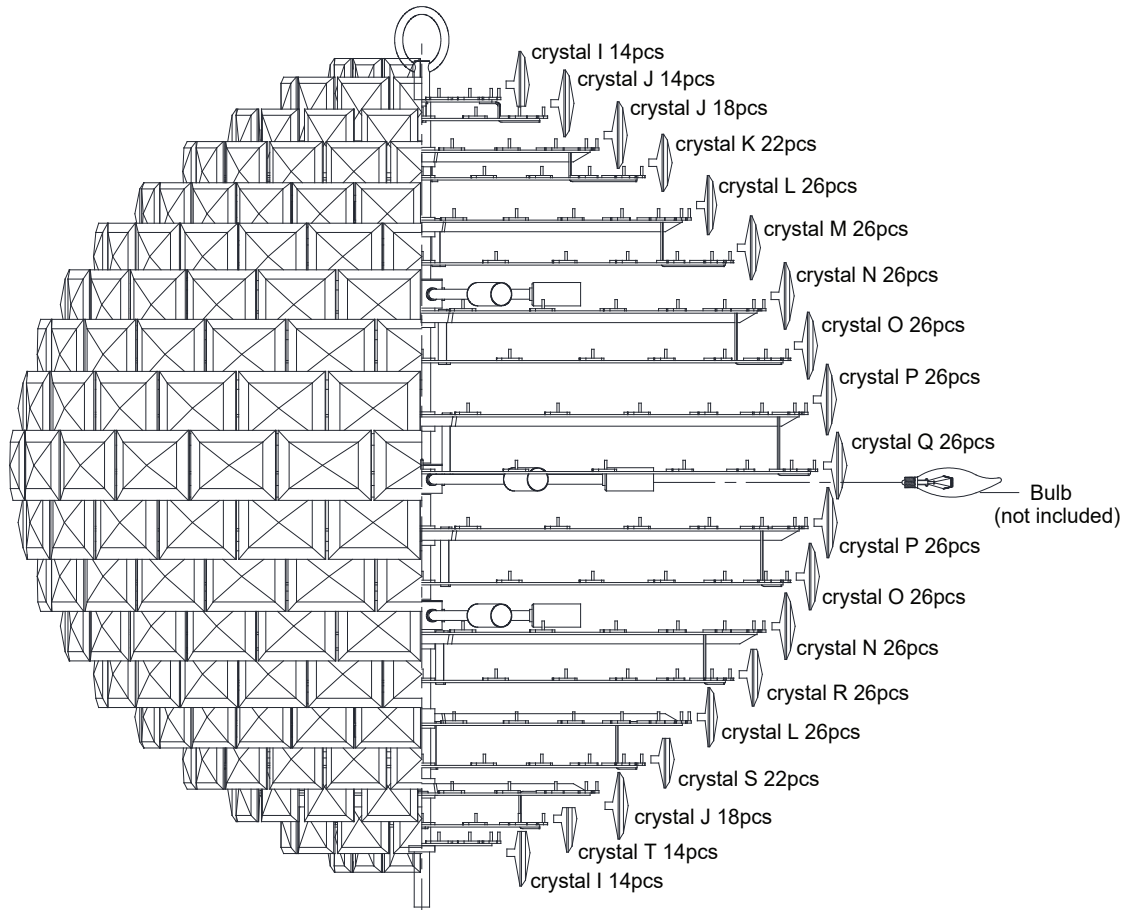 crystal I 14pcs
crystal J 14pcs
crystal J 18pcs
crystal K 22pcs
crystal L 26pcs
crystal M 26pcs
crystal N 26pcs
crystal O 26pcs
crystal P 26pcs
crystal Q 26pcs
Bulb
(not included)
crystal P 26pcs
crystal O 26pcs
crystal N 26pcs
crystal R 26pcs
crystal L 26pcs
crystal S 22pcs
crystal J 18pcs
crystal T 14pcs
crystal I 14pcs